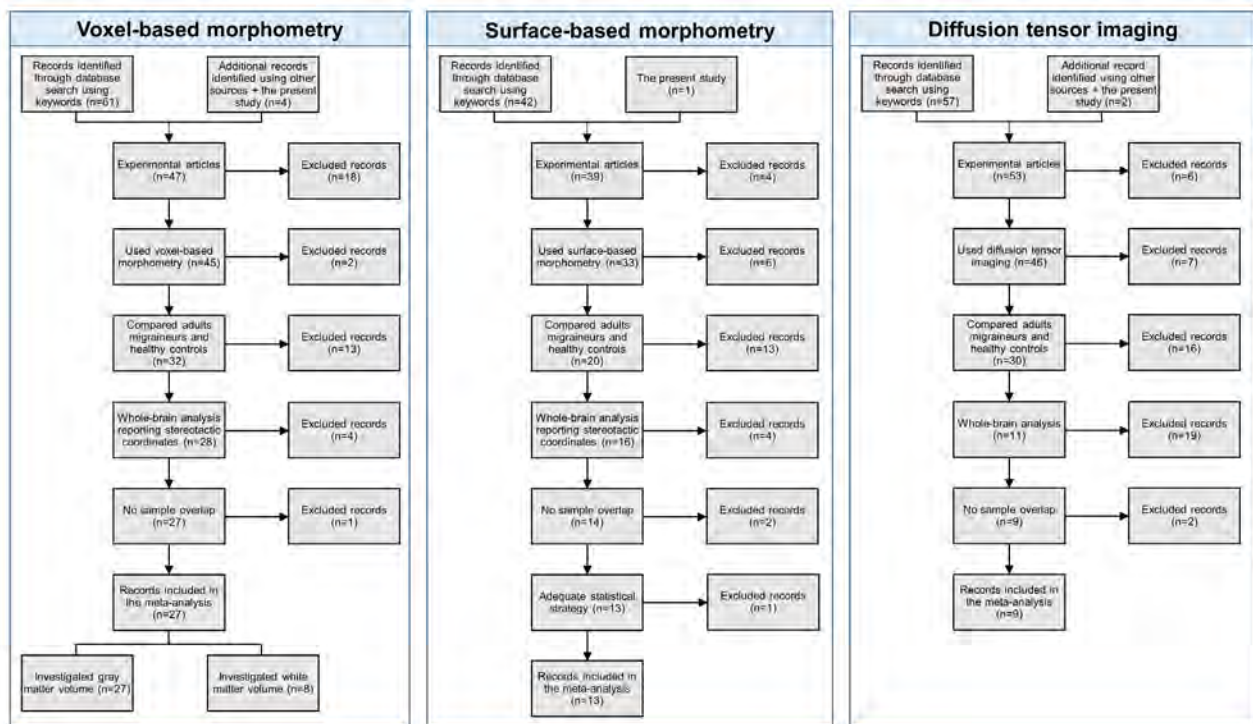 Voxel-based morphometry
Records identified
through database
search using
keywords (n=61)
Additional records
identified using other
sources + the present
study (n=4)
Experimental articles
(n=47)
Excluded records
(n=18)
Used voxel-based
morphometry (n=45)
Excluded records
(n=2)
Compared adults
migraineurs and
healthy controls
(n=32)
Excluded records
(n=13)
Whole-brain analysis
reporting stereotactic
coordinates (n=28)
Excluded records
(n=4)
No sample overlap
(n=27)
Excluded records
(n=1)
Records included in
the meta-analysis
(n=27)
Investigated gray
matter volume (n=27)
Investigated white
matter volume (n=8)
Surface-based morphometry
Records identified
through database
search using
keywords (n=42)
The present study
(n=1)
Experimental articles
(n=39)
Excluded records
(n=4)
Used surface-based
morphometry (n=33)
Excluded records
(n=6)
Compared adults
migraineurs and
healthy controls
(n=20)
Excluded records
(n=13)
Whole-brain analysis
reporting stereotactic
coordinates (n=16)
Excluded records
(n=4)
No sample overlap
(n=14)
Excluded records
(n=2)
Adequate statistical
strategy (n=13)
Excluded records
(n=1)
Records included in
the meta-analysis
(n=13)
Diffusion tensor imaging
Records identified
through database
search using
keywords (n=57)
Additional record
identified using other
sources + the present
study (n=2)
Experimental articles
(n=53)
Excluded records
(n=6)
Used diffusion tensor
imaging (n=46)
Excluded records
(n=7)
Compared adults
migraineurs and
healthy controls
(n=30)
Excluded records
(n=16)
Whole-brain analysis
(n=11)
Excluded records
(n=19)
No sample overlap
(n=9)
Excluded records
(n=2)
Records included in
the meta-analysis
(n=9)